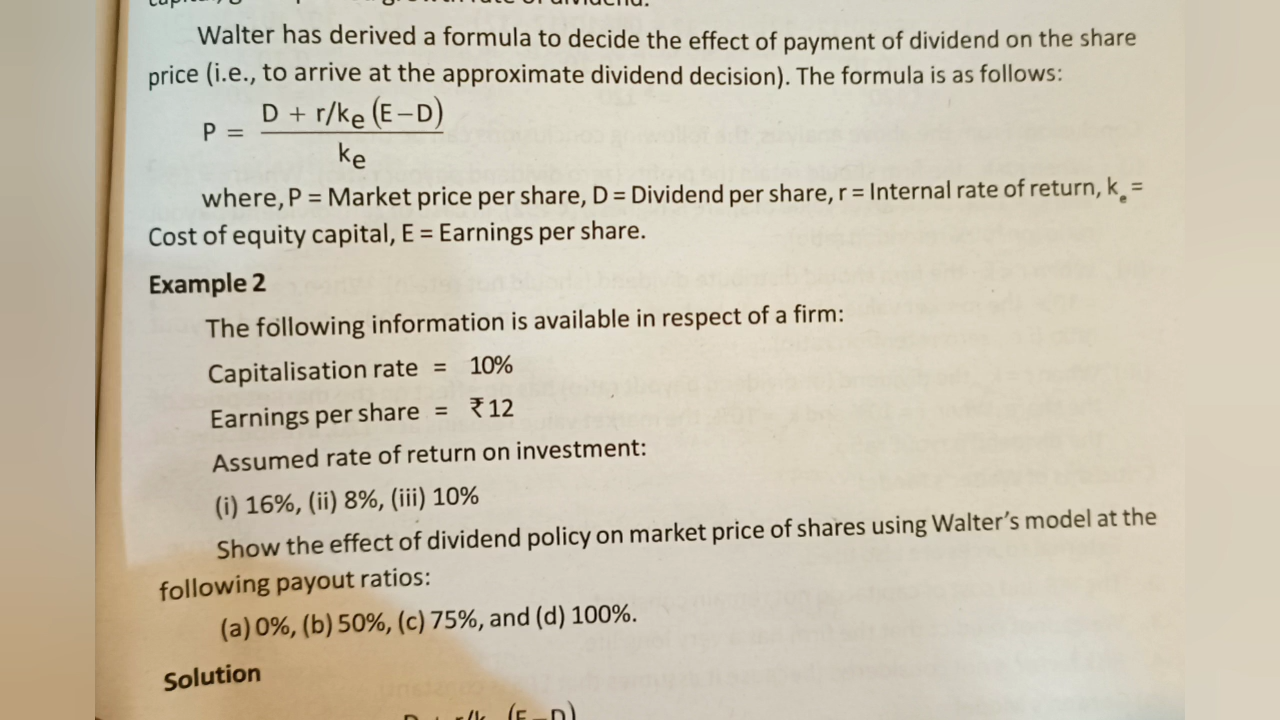 Walter has derived a formula to decide the effect of payment of dividend on the share
price (i.e., to arrive at the approximate dividend decision). The formula is as follows:
P = D + r/ke (E–D)
ke
where, P = Market price per share, D = Dividend per share, r = Internal rate of return, ke =
Cost of equity capital, E = Earnings per share.
Example 2
The following information is available in respect of a firm:
Capitalisation rate = 10%
Earnings per share = ₹12
Assumed rate of return on investment:
(i) 16%, (ii) 8%, (iii) 10%
Show the effect of dividend policy on market price of shares using Walter's model at the
following payout ratios:
(a) 0%, (b) 50%, (c) 75%, and (d) 100%.
Solution